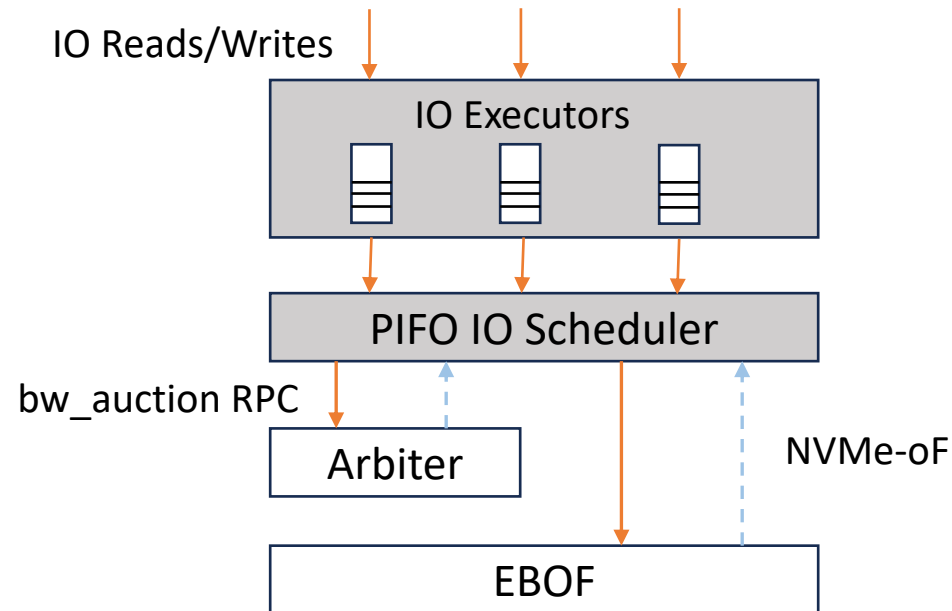 IO Reads/Writes
IO Executors
PIFO IO Scheduler
bw_auction RPC
Arbiter
NVMe-oF
EBOF